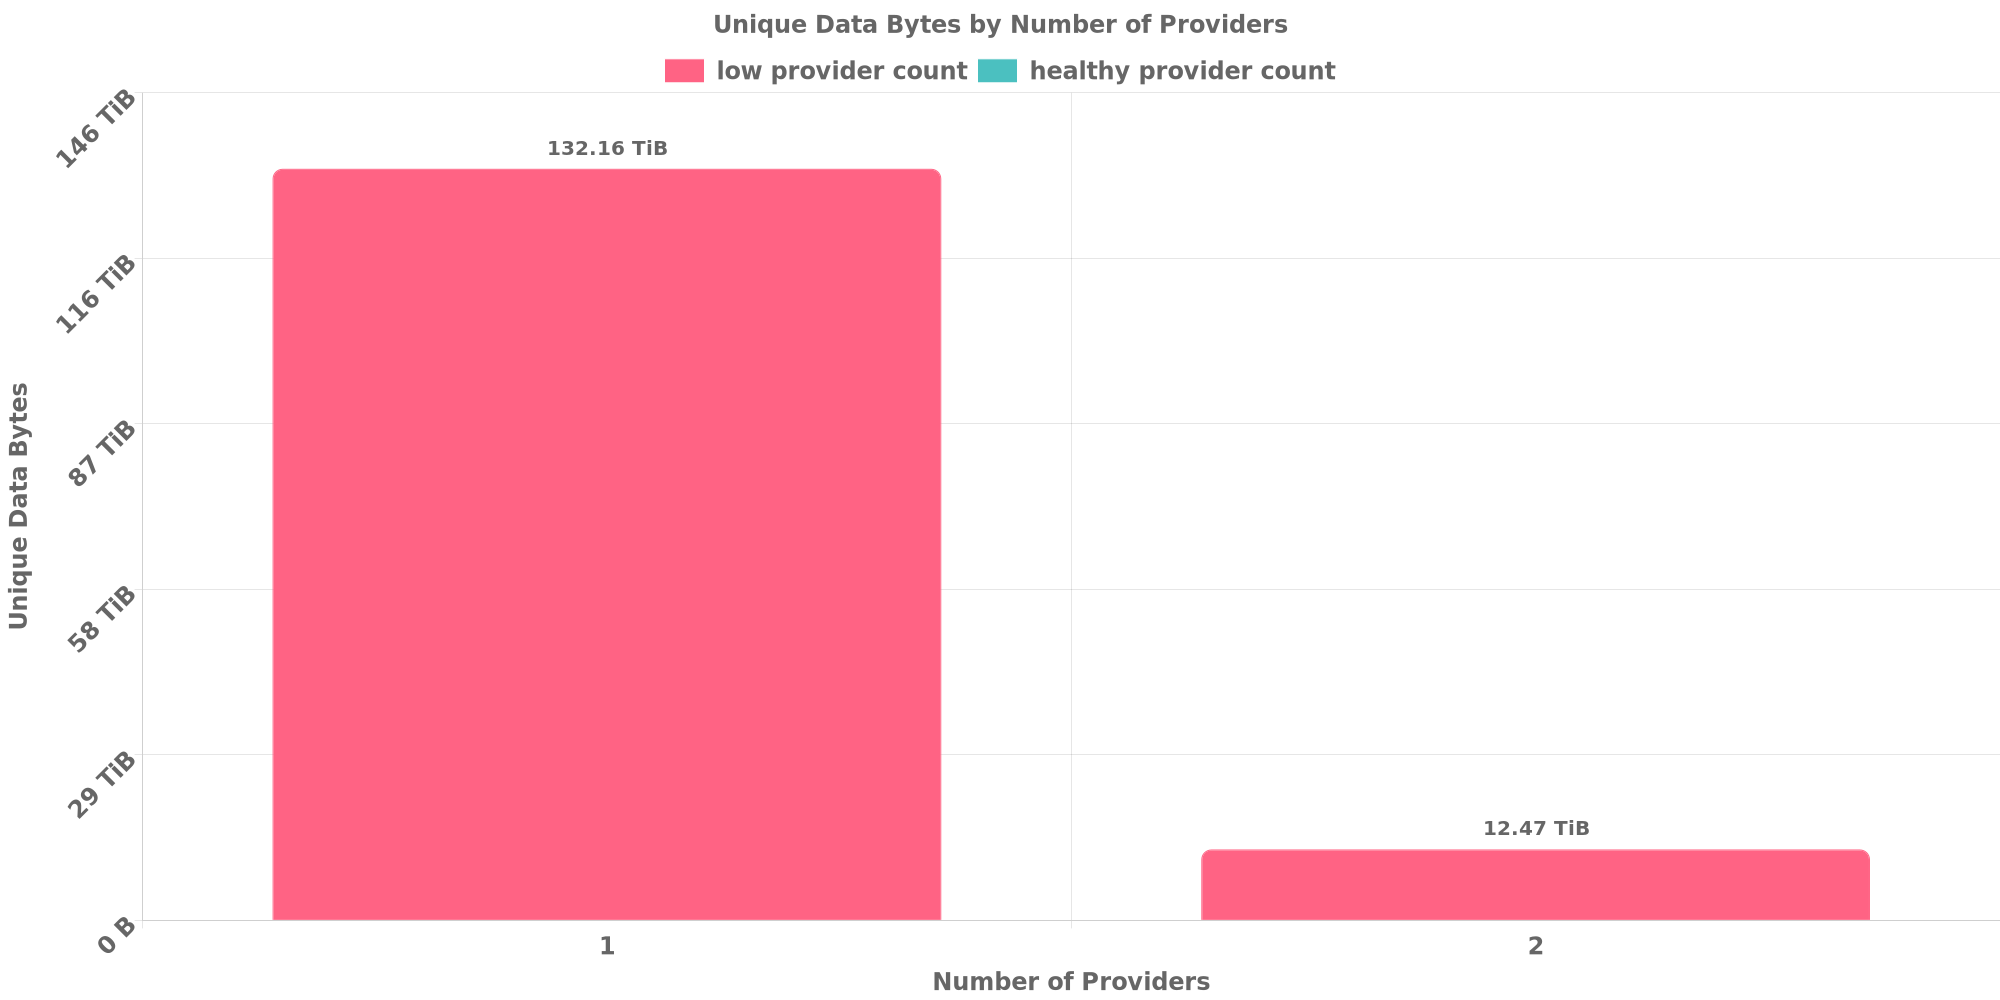 Unique Data Bytes by Number of Providers
low provider count healthy provider count
146 TiB
132.16 TiB
116 TiB
87 TiB
58 TiB
29 TiB
12.47 TiB
0 B
Unique Data Bytes
1 2
Number of Providers